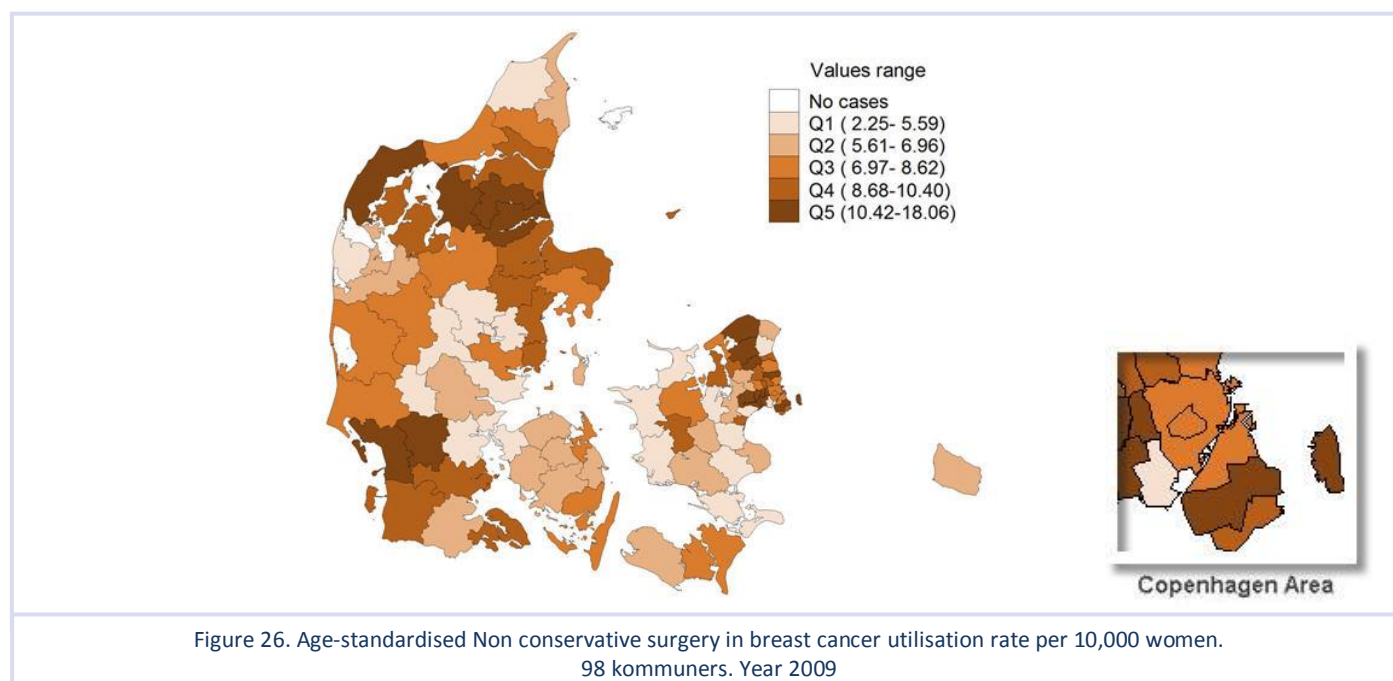 Values range
No cases
Q1 ( 2.25- 5.59)
Q2 ( 5.61- 6.96)
Q3 ( 6.97- 8.62)
Q4 ( 8.68-10.40)
Q5 (10.42-18.06)
Copenhagen Area
Figure 26. Age-standardised Non conservative surgery in breast cancer utilisation rate per 10,000 women.
98 kommuners. Year 2009